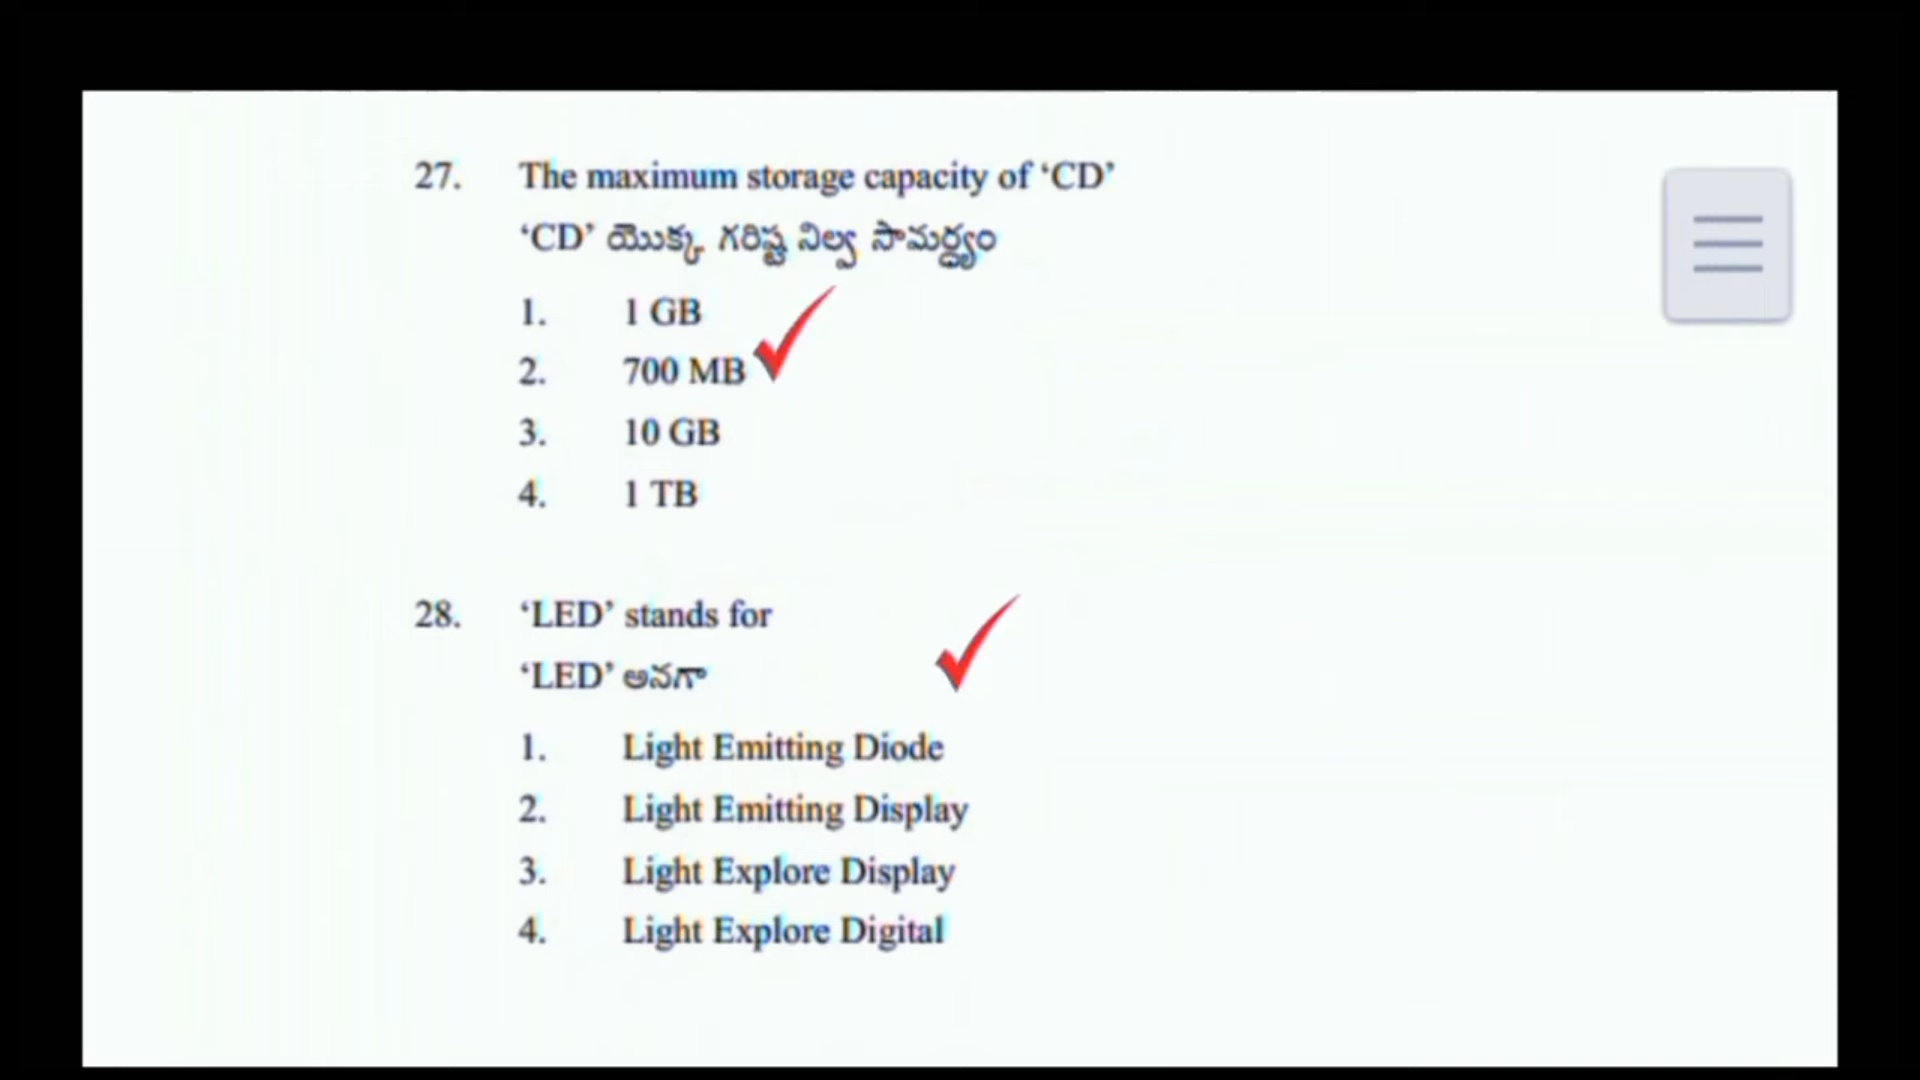 27. The maximum storage capacity of ‘CD’
‘CD’ యొక్క గరిష్ట నిల్వ సామర్థ్యం
1. 1 GB
2. 700 MB
3. 10 GB
4. 1 TB
28. ‘LED’ stands for
‘LED’ అనగా
1. Light Emitting Diode
2. Light Emitting Display
3. Light Explore Display
4. Light Explore Digital